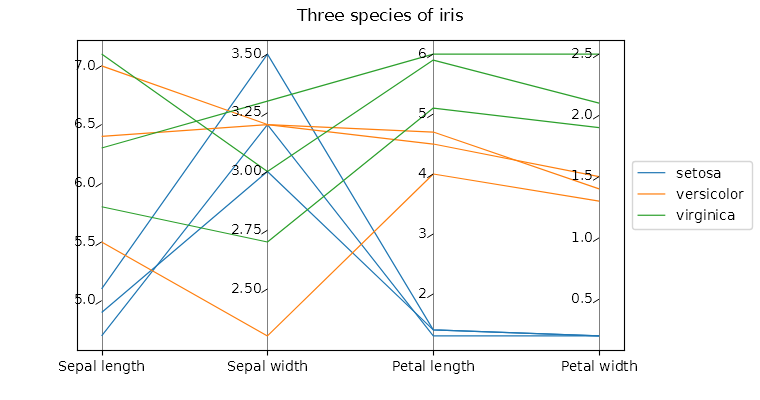 Three species of iris
7.0
6.5
6.0
5.5
5.0
3.50
3.25
3.00
2.75
2.50
6
5
4
3
2
2.5
2.0
1.5
1.0
0.5
setosa
versicolor
virginica
Sepal length
Sepal width
Petal length
Petal width